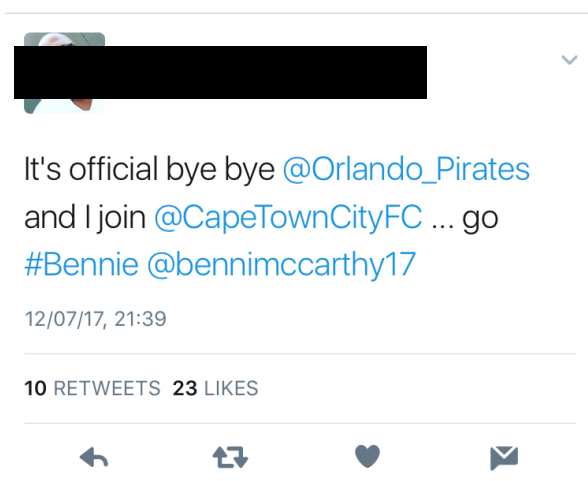 It's official bye bye @Orlando_Pirates
and I join @CapeTownCityFC ... go
#Bennie @bennimccarthy17
12/07/17, 21:39
10 RETWEETS 23 LIKES